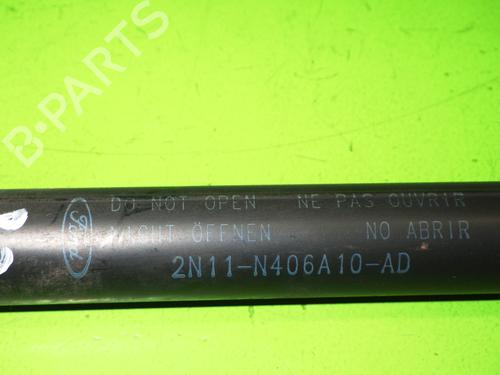 B-PARTS
DO NOT OPEN NE PAS OUVRIR
Ford NICHT ÖFFNEN NO ABRIR
2N11-N406A10-AD